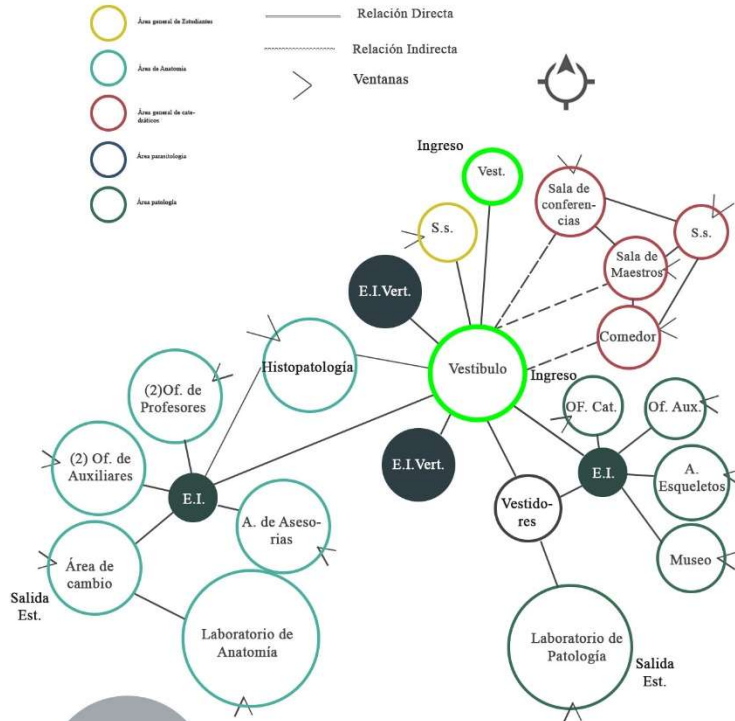 Área general de Estudiantes
Área de Anatomía
Área general de cate-
dráticos
Área parasitología
Área patología
Relación Directa
Relación Indirecta
Ventanas
Ingreso
Vest.
S.s.
Sala de
conferen-
cias
S.s.
Sala de
Maestros
Comedor
E.I.Vert.
Histopatología
Vestibulo
Ingreso
(2)Of. de
Profesores
OF. Cat.
Of. Aux.
(2) Of. de
Auxiliares
E.I.Vert.
E.I.
A.
Esqueletos
E.I.
A. de Aseso-
rias
Vestido-
res
Museo
Área de
cambio
Salida
Est.
Laboratorio de
Anatomía
Laboratorio de
Patología
Salida
Est.